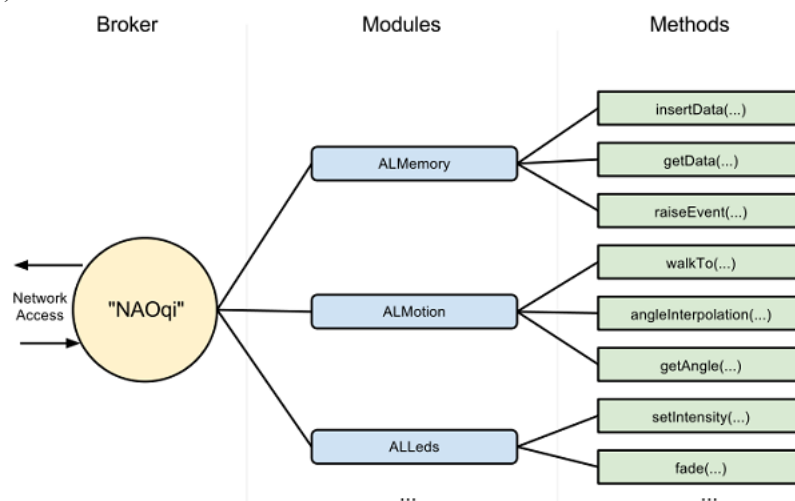 Broker
Modules
Methods
insertData(...)
ALMemory
getData(...)
raiseEvent(...)
walkTo(...)
Network
Access
"NAOqi"
ALMotion
angleInterpolation(...)
getAngle(...)
setIntensity(...)
ALLeds
fade(...)
...
...